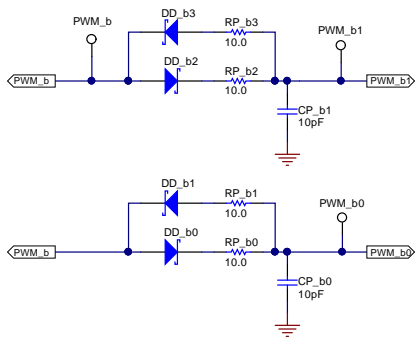 DD_b3
RP_b3
PWM_b
PWM_b1
10.0
DD_b2
RP_b2
PWM_b
10.0
PWM_b1
CP_b1
10pF
DD_b1
RP_b1
10.0
PWM_b0
DD_b0
RP_b0
PWM_b
10.0
PWM_b0
CP_b0
10pF